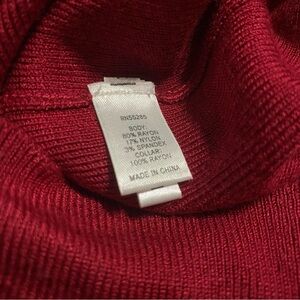 RN55285
BODY:
80% RAYON
17% NYLON
3% SPANDEX
COLLAR:
100% RAYON
MADE IN CHINA